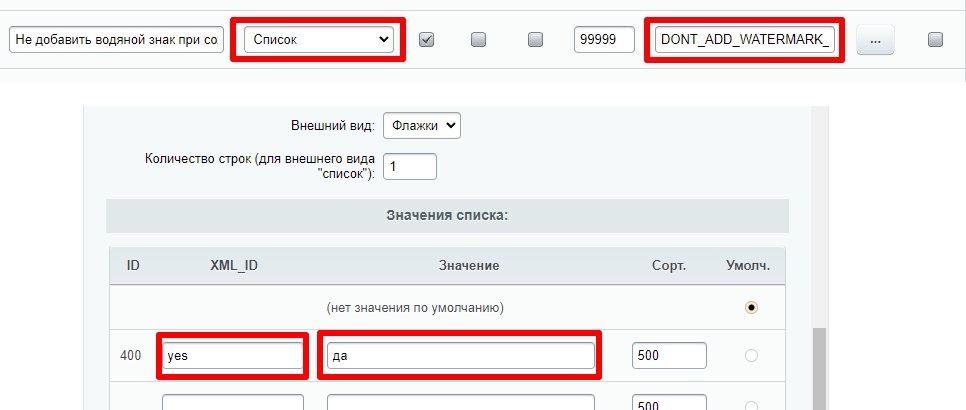 Не добавить водяной знак при со
Список
99999
DONT_ADD_WATERMARK_
...
Внешний вид:
Флажки
Количество строк (для внешнего вида
"список"):
1
Значения списка:
ID XML_ID Значение Сорт. Умолч.
(нет значения по умолчанию)
400 yes да 500
500